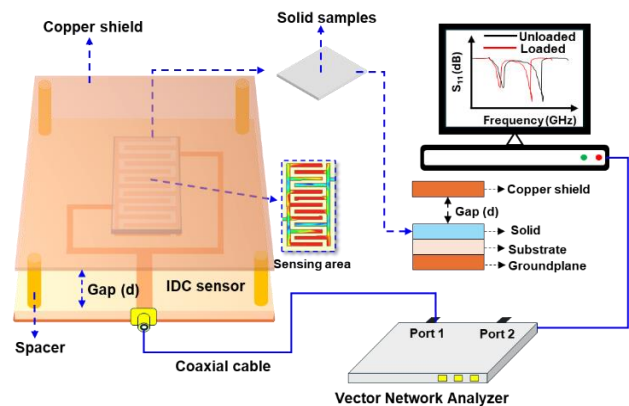 Copper shield
Solid samples
Unloaded
Loaded
S11 (dB)
Frequency (GHz)
Copper shield
Gap (d)
Solid
Substrate
Groundplane
Sensing area
Gap (d)
IDC sensor
Spacer
Coaxial cable
Port 1
Port 2
Vector Network Analyzer